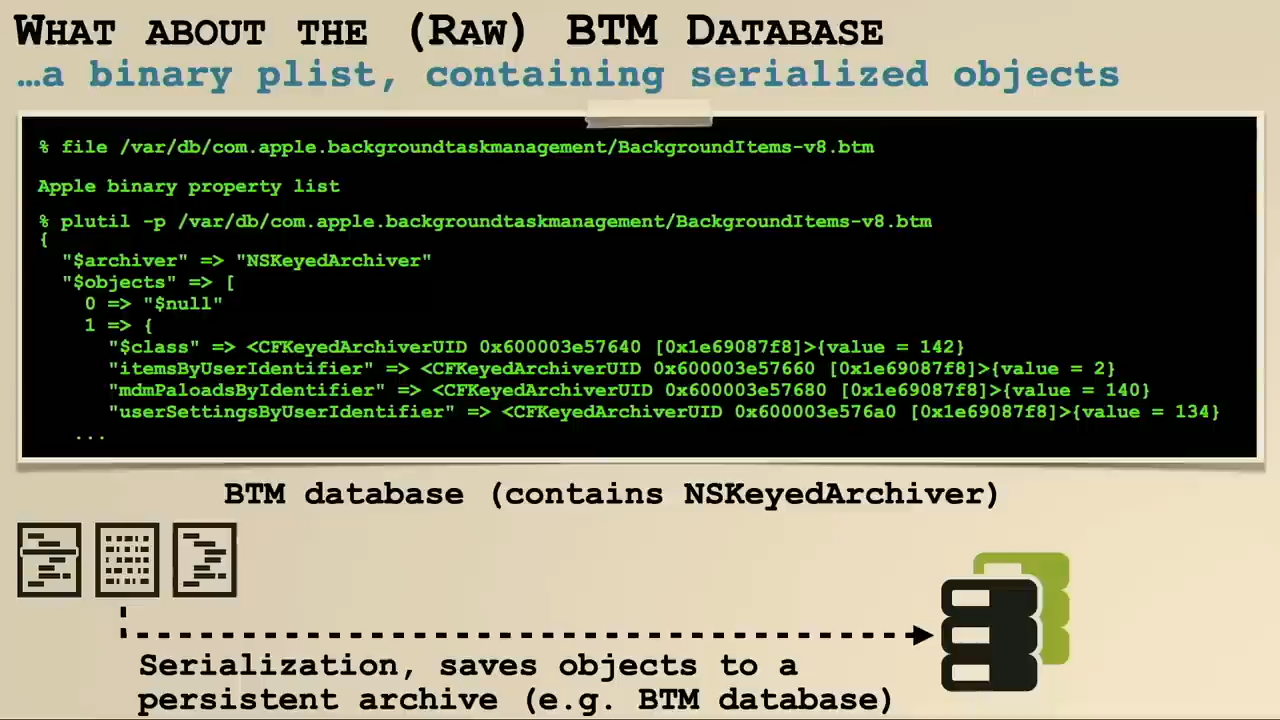 WHAT ABOUT THE (RAW) BTM DATABASE
…a binary plist, containing serialized objects
% file /var/db/com.apple.backgroundtaskmanagement/BackgroundItems-v8.btm
Apple binary property list
% plutil -p /var/db/com.apple.backgroundtaskmanagement/BackgroundItems-v8.btm
{
"$archiver" => "NSKeyedArchiver"
"$objects" => [
0 => "$null"
1 => {
"$class" => <CFKeyedArchiverUID 0x600003e57640 [0x1e69087f8]>{value = 142}
"itemsByUserIdentifier" => <CFKeyedArchiverUID 0x600003e57660 [0x1e69087f8]>{value = 2}
"mdmPaloadsByIdentifier" => <CFKeyedArchiverUID 0x600003e57680 [0x1e69087f8]>{value = 140}
"userSettingsByUserIdentifier" => <CFKeyedArchiverUID 0x600003e576a0 [0x1e69087f8]>{value = 134}
...
BTM database (contains NSKeyedArchiver)
Serialization, saves objects to a
persistent archive (e.g. BTM database)